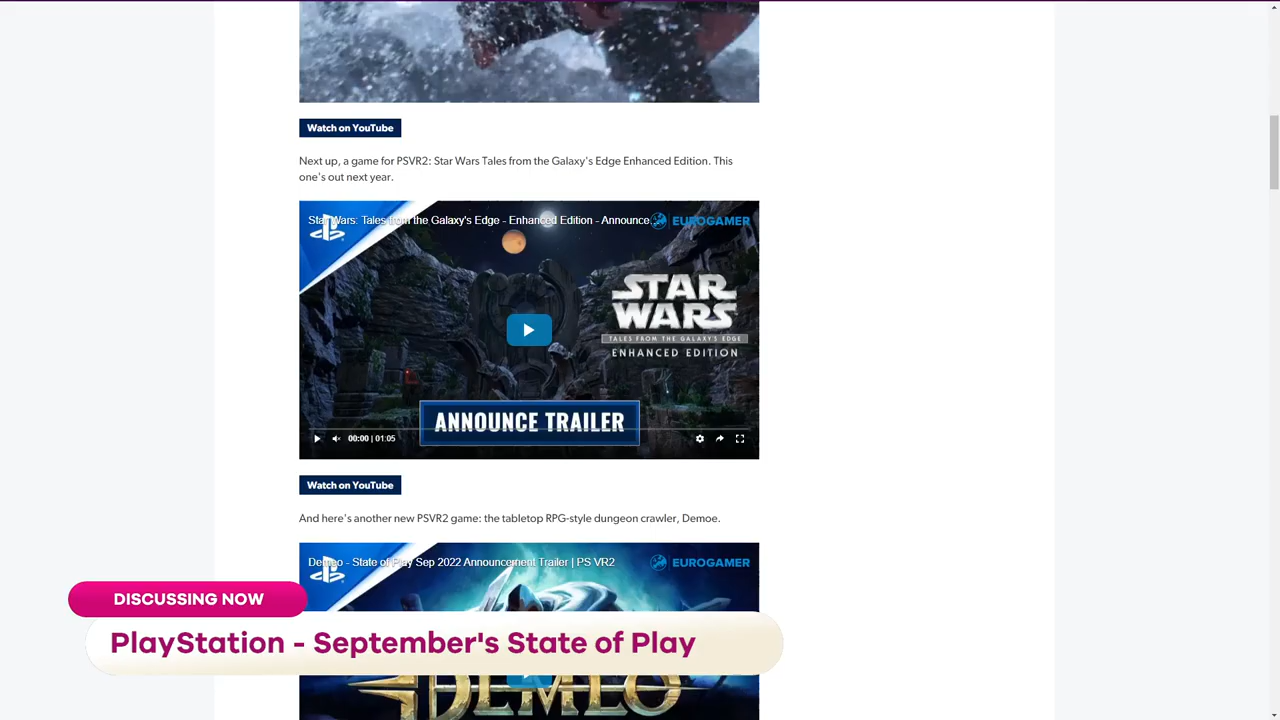 Watch on YouTube
Next up, a game for PSVR2: Star Wars Tales from the Galaxy's Edge Enhanced Edition. This
one's out next year.
Star Wars: Tales from the Galaxy's Edge - Enhanced Edition - Announce...
EUROGAMER
STAR
WARS
TALES FROM THE GALAXY'S EDGE
ENHANCED EDITION
ANNOUNCE TRAILER
00:00 | 01:05
Watch on YouTube
And here's another new PSVR2 game: the tabletop RPG-style dungeon crawler, Demoe.
Demeo - State of Play Sep 2022 Announcement Trailer | PS VR2
EUROGAMER
DISCUSSING NOW
PlayStation - September's State of Play
DEMEO